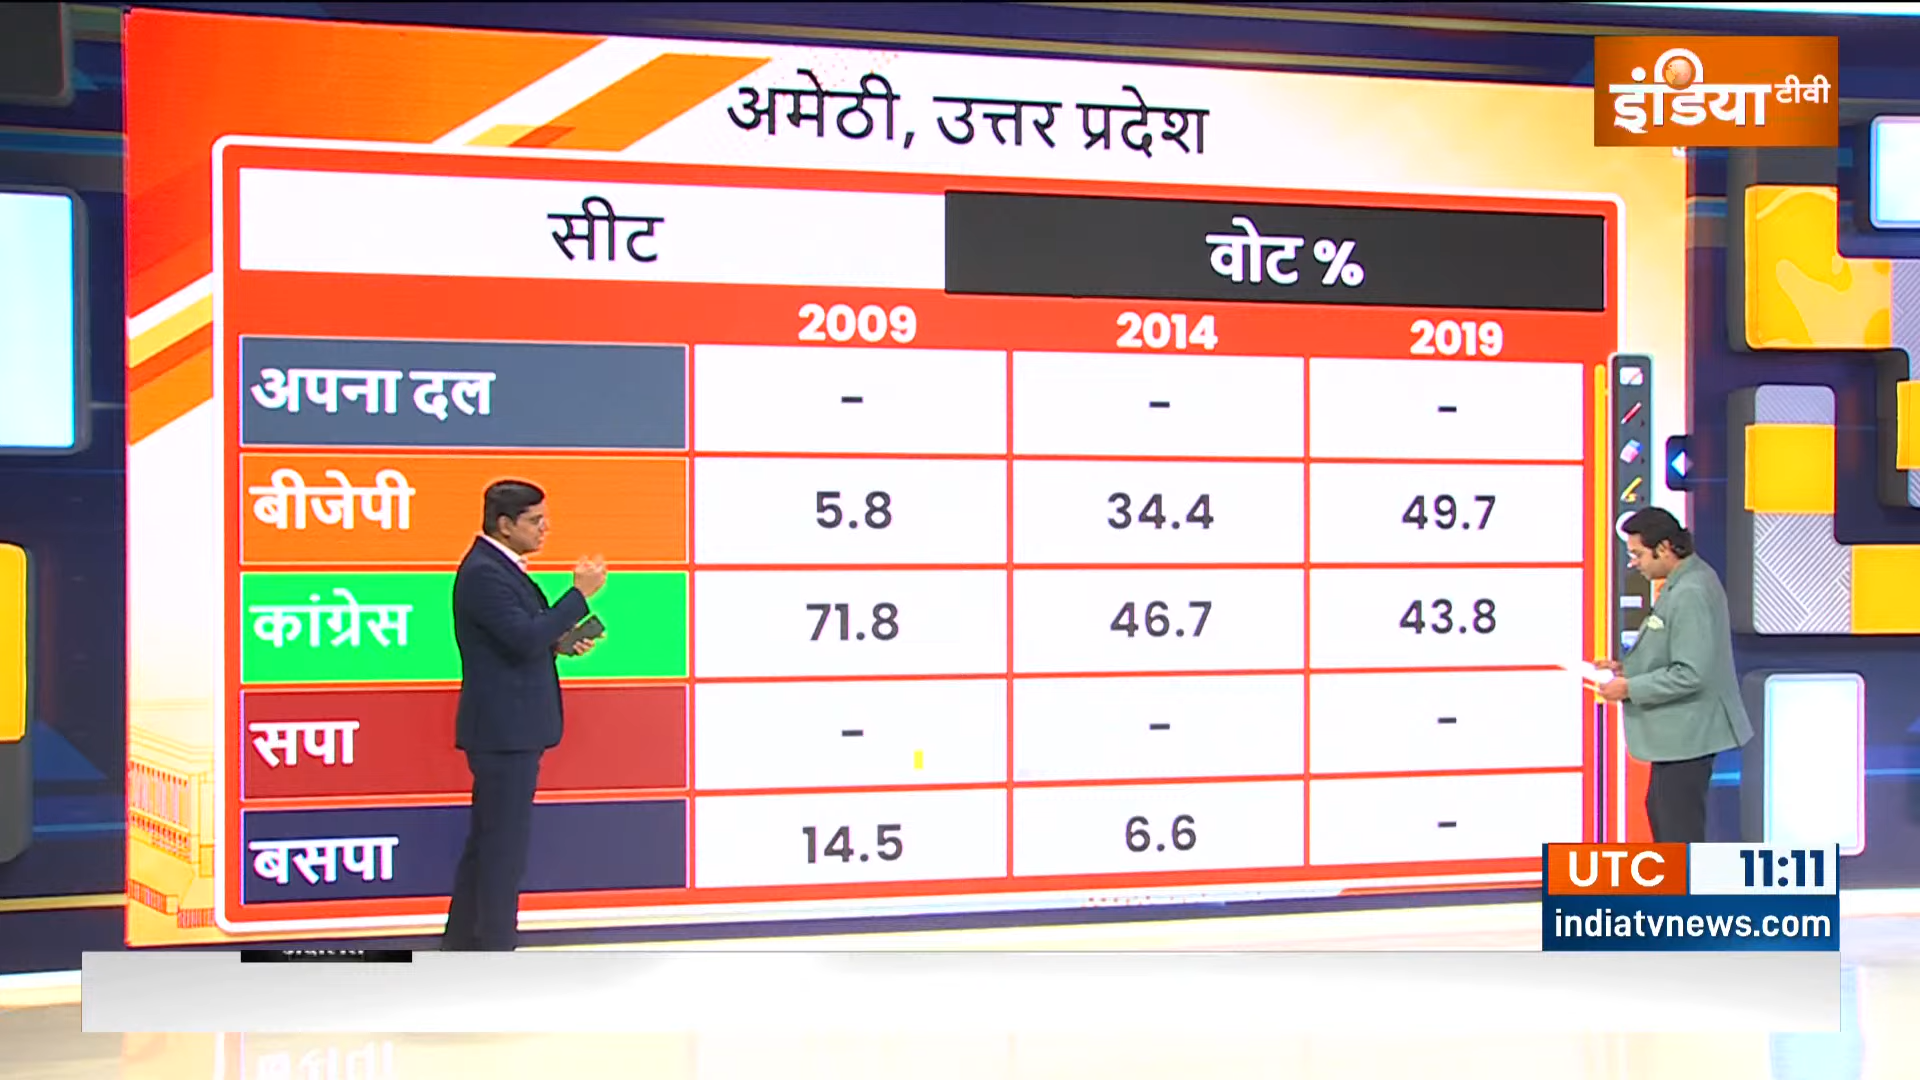 अमेठी, उत्तर प्रदेश
इंडिया टीवी
सीट
वोट %
2009 2014 2019
अपना दल - - -
बीजेपी 5.8 34.4 49.7
कांग्रेस 71.8 46.7 43.8
सपा - - -
बसपा 14.5 6.6 -
UTC 11:11
indiatvnews.com